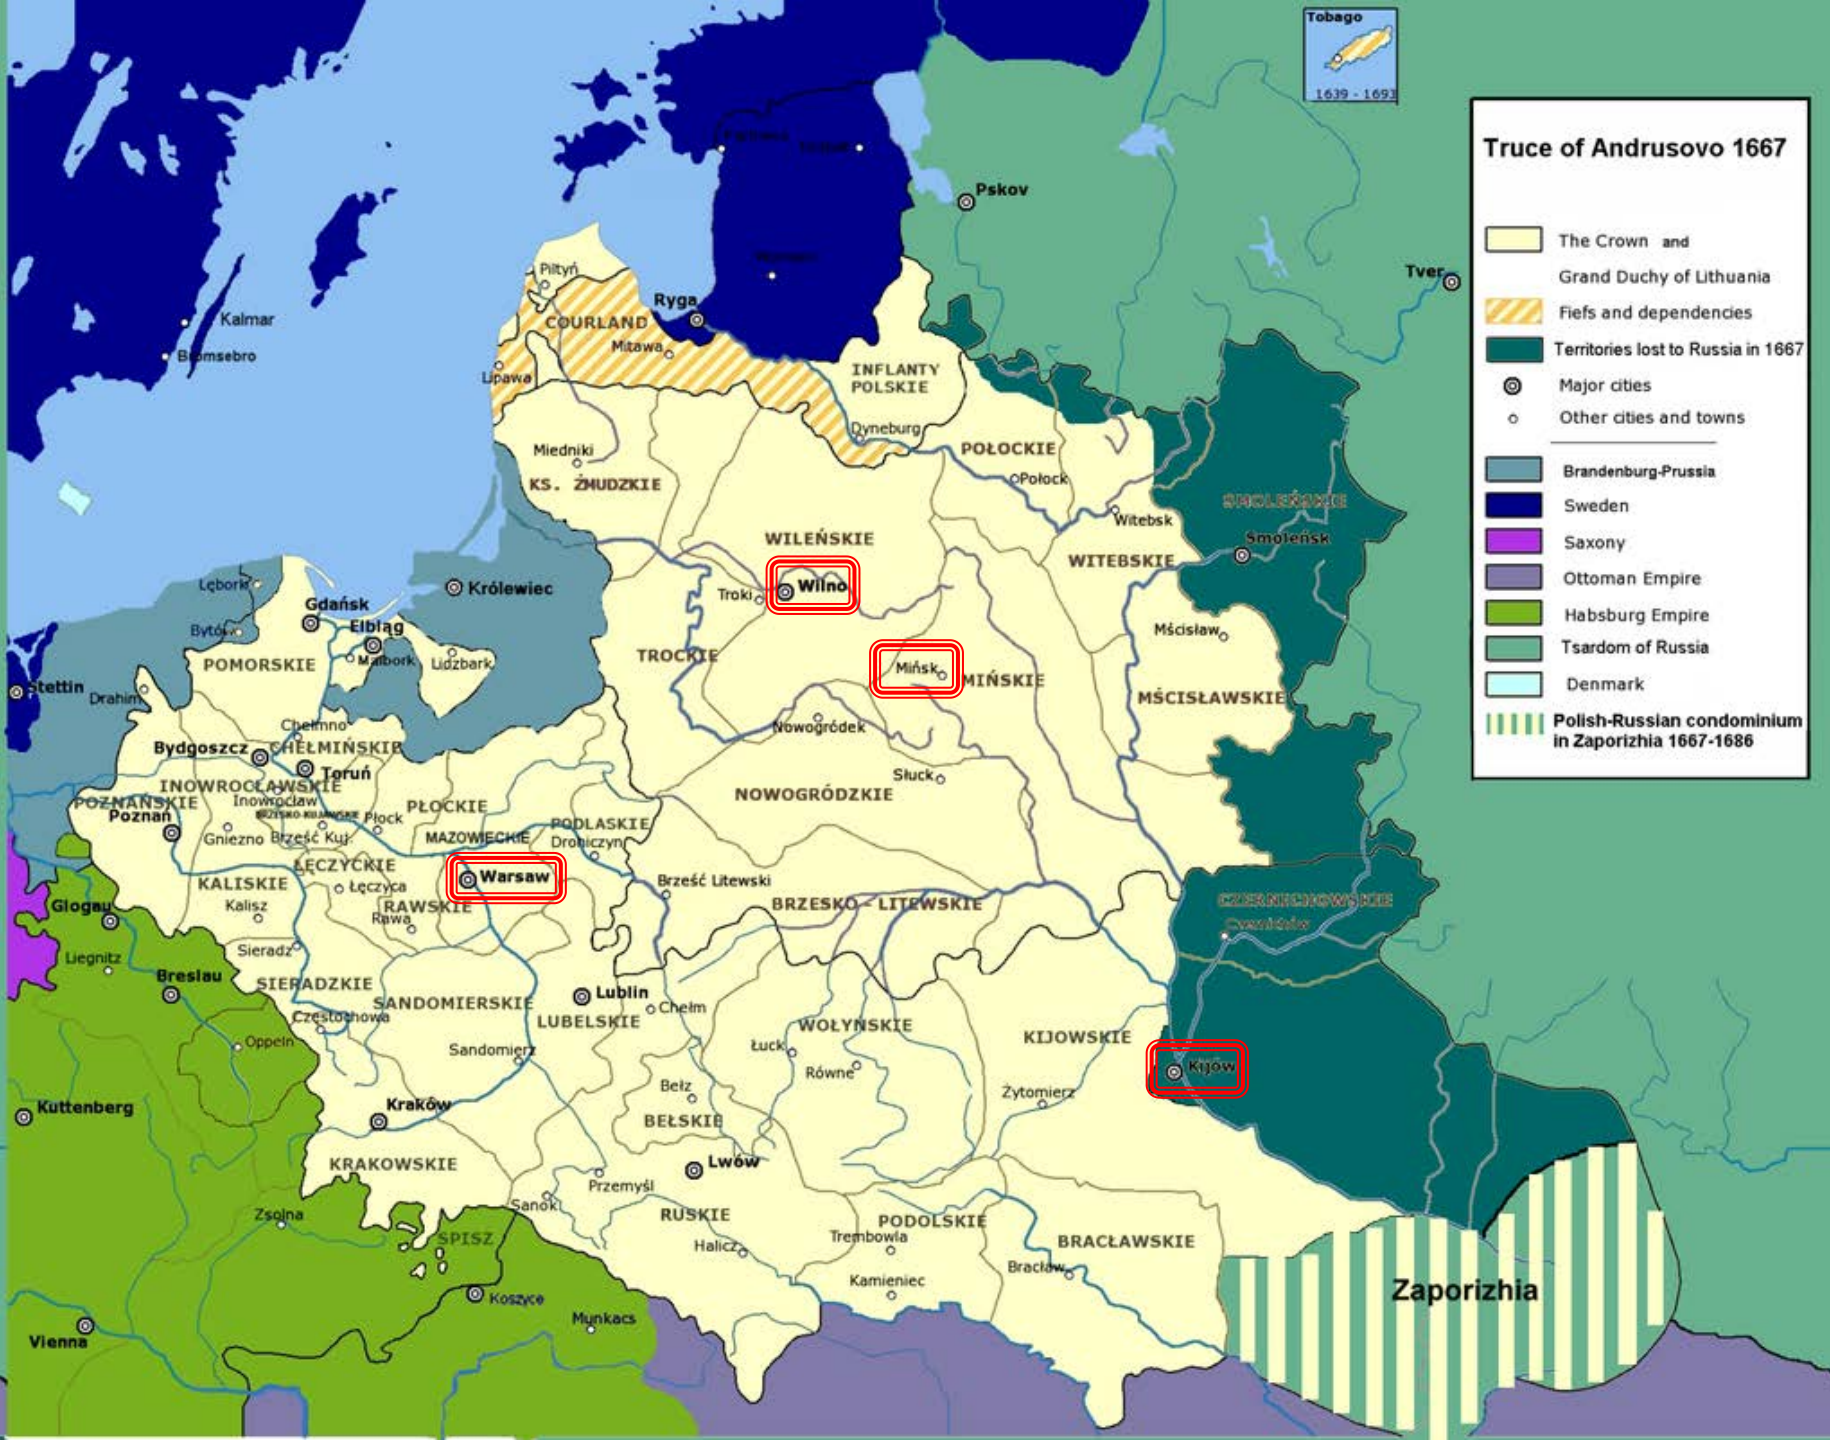 Tobago
1639 - 1693
Truce of Andrusovo 1667
The Crown and
Grand Duchy of Lithuania
Fiefs and dependencies
Territories lost to Russia in 1667
Major cities
Other cities and towns
Brandenburg-Prussia
Sweden
Saxony
Ottoman Empire
Habsburg Empire
Tsardom of Russia
Denmark
Polish-Russian condominium
in Zaporizhia 1667-1686
Pskov
Tver
Kalmar
Bromsebro
Piltyń
Ryga
COURLAND
Mitawa
Lipawa
INFLANTY
POLSKIE
Dyneburg
Miedniki
KS. ŻMUDZKIE
POŁOCKIE
Połock
Witebsk
SMOLEŃSKIE
Smoleńsk
WILEŃSKIE
WITEBSKIE
Wilno
Troki
Królewiec
Lębork
Gdańsk
Bytów
Elbląg
Malbork
Lidzbark
POMORSKIE
TROCKIE
Mińsk
MIŃSKIE
Mścisław
MŚCISŁAWSKIE
Stettin
Drahim
Chełmno
Nowogródek
Bydgoszcz
CHEŁMIŃSKIE
Toruń
Słuck
INOWROCŁAWSKIE
Inowrocław
POZNAŃSKIE
Poznań
BRZESKO-KUJAWSKIE
Płock
PŁOCKIE
NOWOGRÓDZKIE
Gniezno
Brześć Kuj.
MAZOWIECKIE
PODLASKIE
Drohiczyn
ŁĘCZYCKIE
KALISKIE
Łęczyca
Warsaw
Brześć Litewski
Glogau
Kalisz
RAWSKIE
Rawa
BRZESKO - LITEWSKIE
CZERNIECHOWSKIE
Czernichów
Sieradz
Liegnitz
Breslau
SIERADZKIE
SANDOMIERSKIE
Lublin
LUBELSKIE
Chełm
Częstochowa
Oppeln
WOŁYŃSKIE
KIJOWSKIE
Łuck
Równe
Sandomierz
Kijów
Żytomierz
Bełz
BEŁSKIE
Kuttenberg
Kraków
KRAKOWSKIE
Lwów
Przemyśl
Sanok
Zsolna
SPISZ
RUSKIE
Halicz
PODOLSKIE
Trembowla
BRACŁAWSKIE
Bracław
Kamieniec
Zaporizhia
Koszyce
Munkacs
Vienna